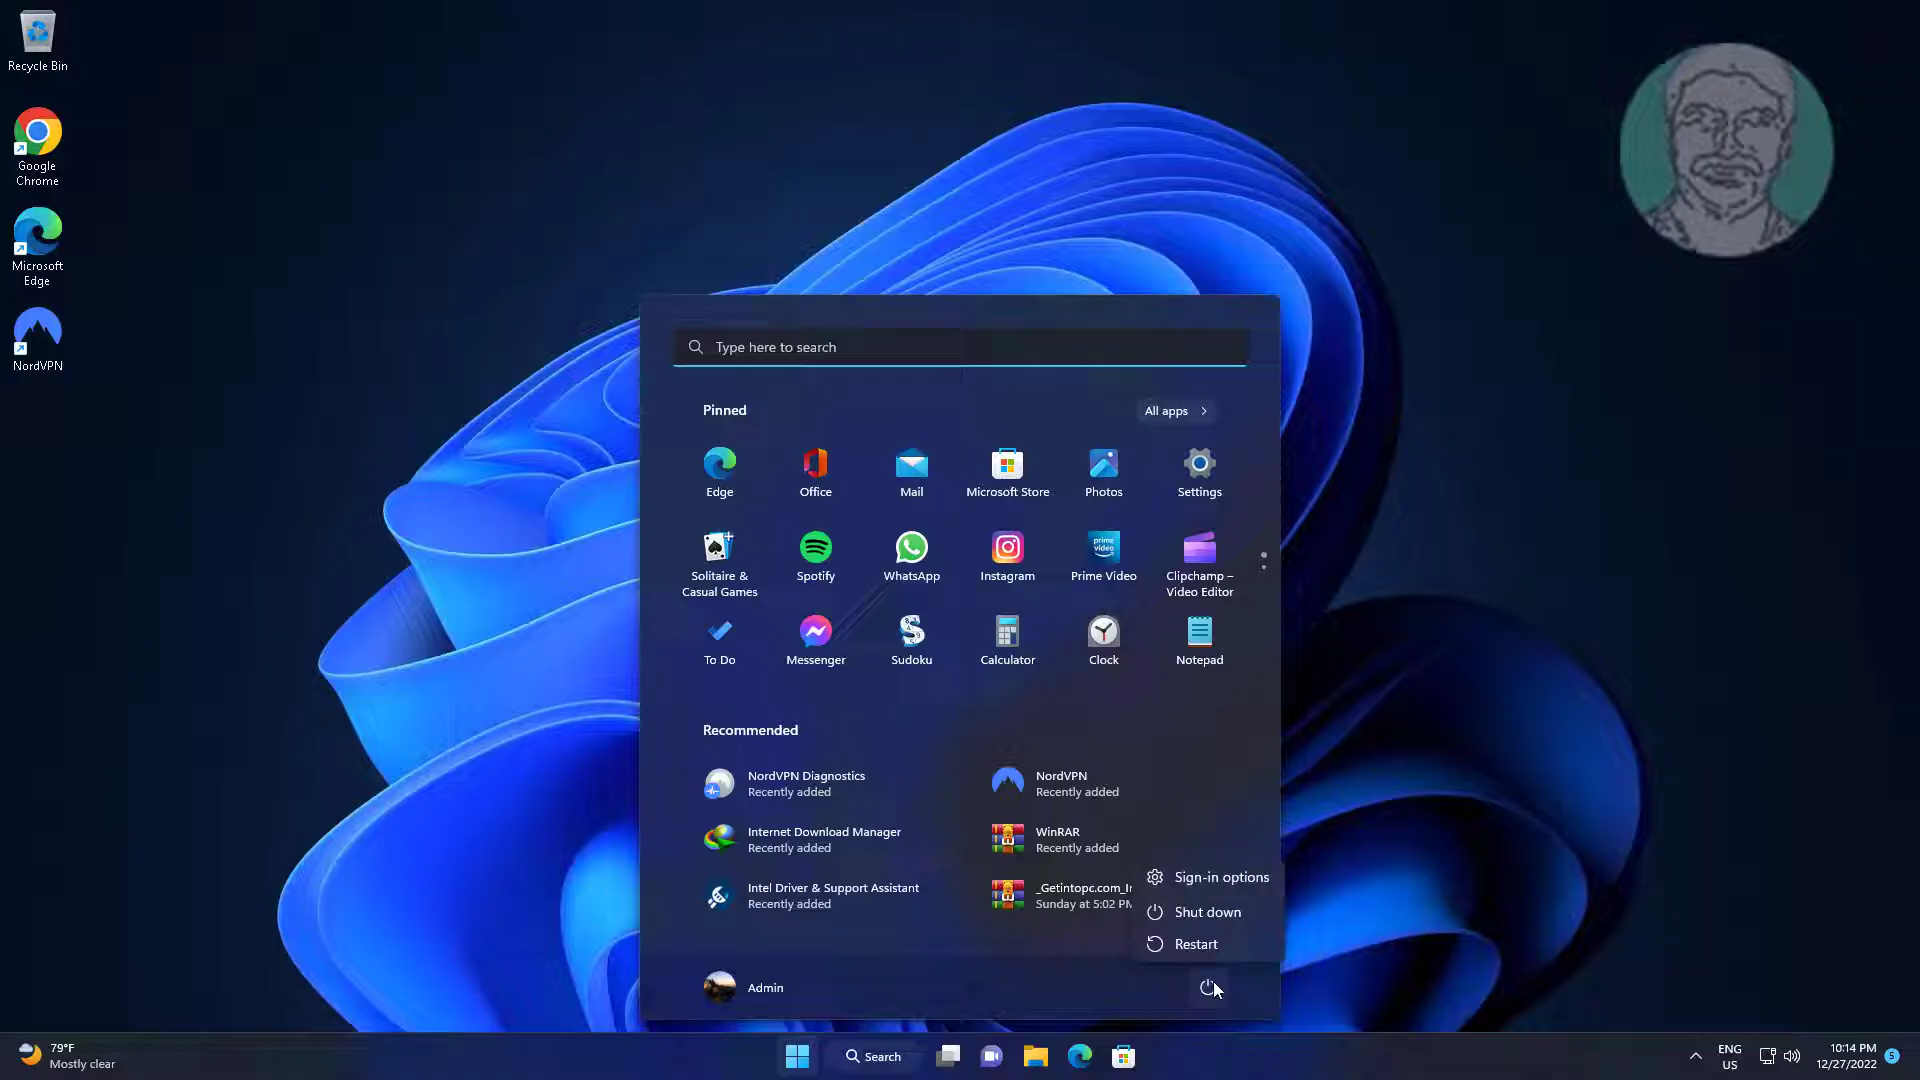 Recycle Bin
Google
Chrome
Microsoft
Edge
NordVPN
Type here to search
Pinned
All apps
Edge
Office
Mail
Microsoft Store
Photos
Settings
Solitaire &
Casual Games
Spotify
WhatsApp
Instagram
prime
video
Prime Video
Clipchamp –
Video Editor
To Do
Messenger
Sudoku
Calculator
Clock
Notepad
Recommended
NordVPN Diagnostics
Recently added
NordVPN
Recently added
Internet Download Manager
Recently added
WinRAR
Recently added
Intel Driver & Support Assistant
Recently added
_Getintopc.com_I
Sunday at 5:02 PM
Sign-in options
Shut down
Restart
Admin
79°F
Mostly clear
Search
ENG
US
10:14 PM
12/27/2022
5